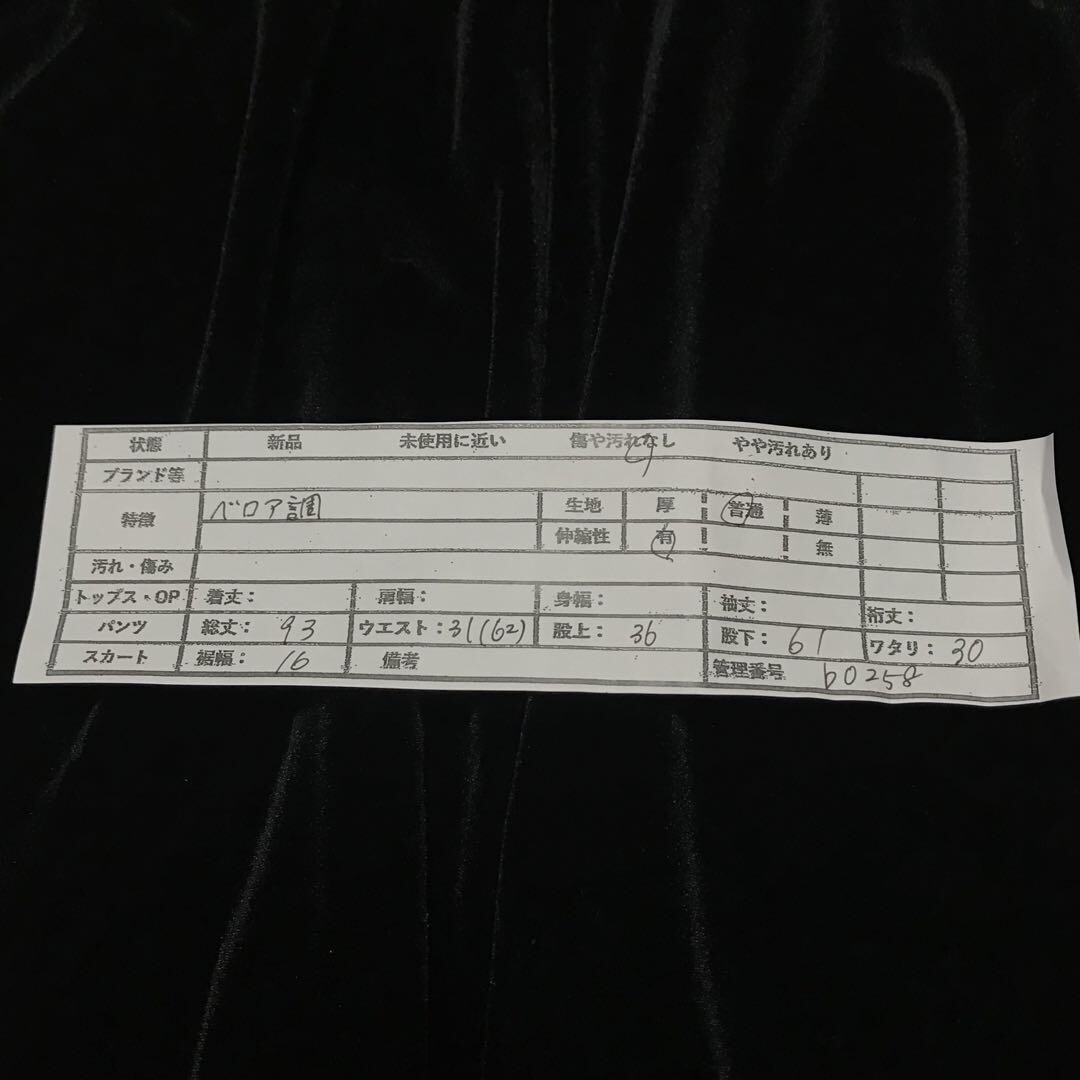 状態 新品 未使用に近い 傷や汚れなし やや汚れあり
ブランド等
特徴 ベロア調 生地 厚 普通 薄
伸縮性 有 無
汚れ・傷み
トップス・OP 着丈: 肩幅: 身幅: 袖丈: 裄丈:
パンツ 総丈: 93 ウエスト:31(62) 股上: 36 股下: 61 ワタリ: 30
スカート 裾幅: 16 備考 管理番号 b0258